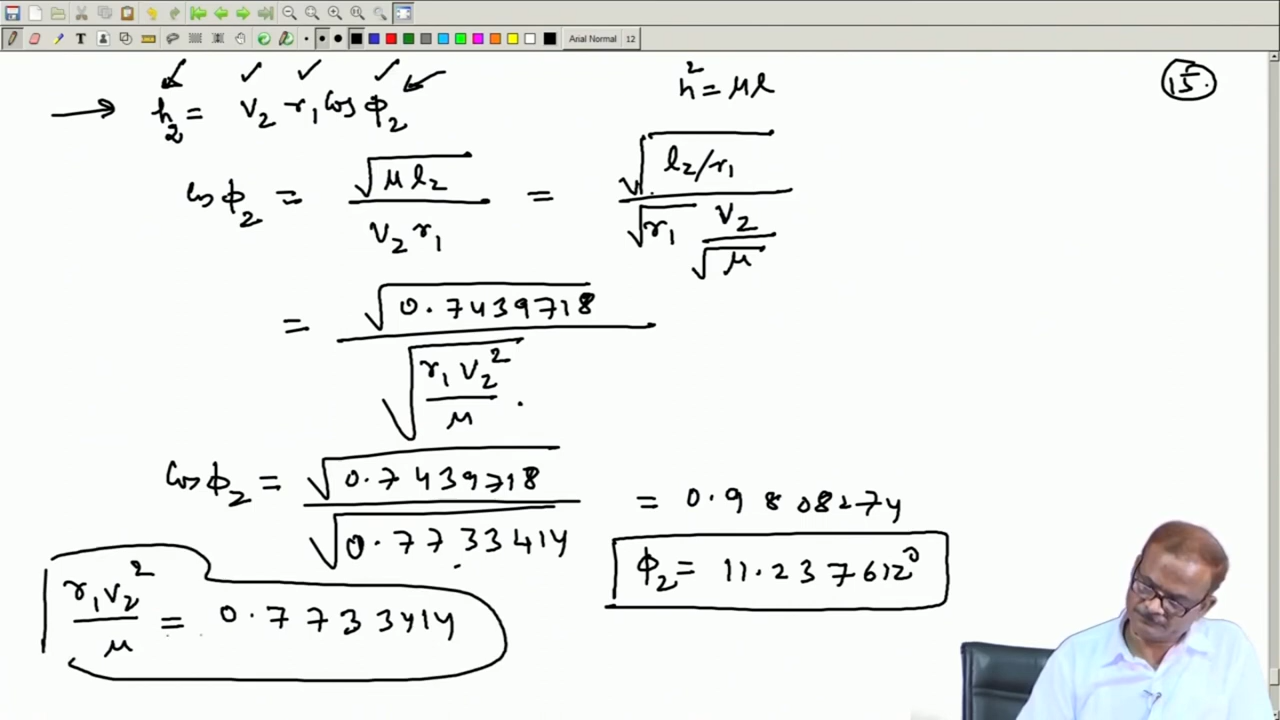 Arial Normal 12
h₂ = v₂ r₁ Cos φ₂
h² = μl
15
Cos φ₂ = √(μl₂) / (v₂ r₁) = √(l₂/r₁) / (√r₁ v₂/√μ)
= √0.7439718 / √(r₁v₂²/μ)
Cos φ₂ = √0.7439718 / √0.7733414 = 0.9808274
φ₂ = 11.237612°
r₁v₂²/μ = 0.7733414